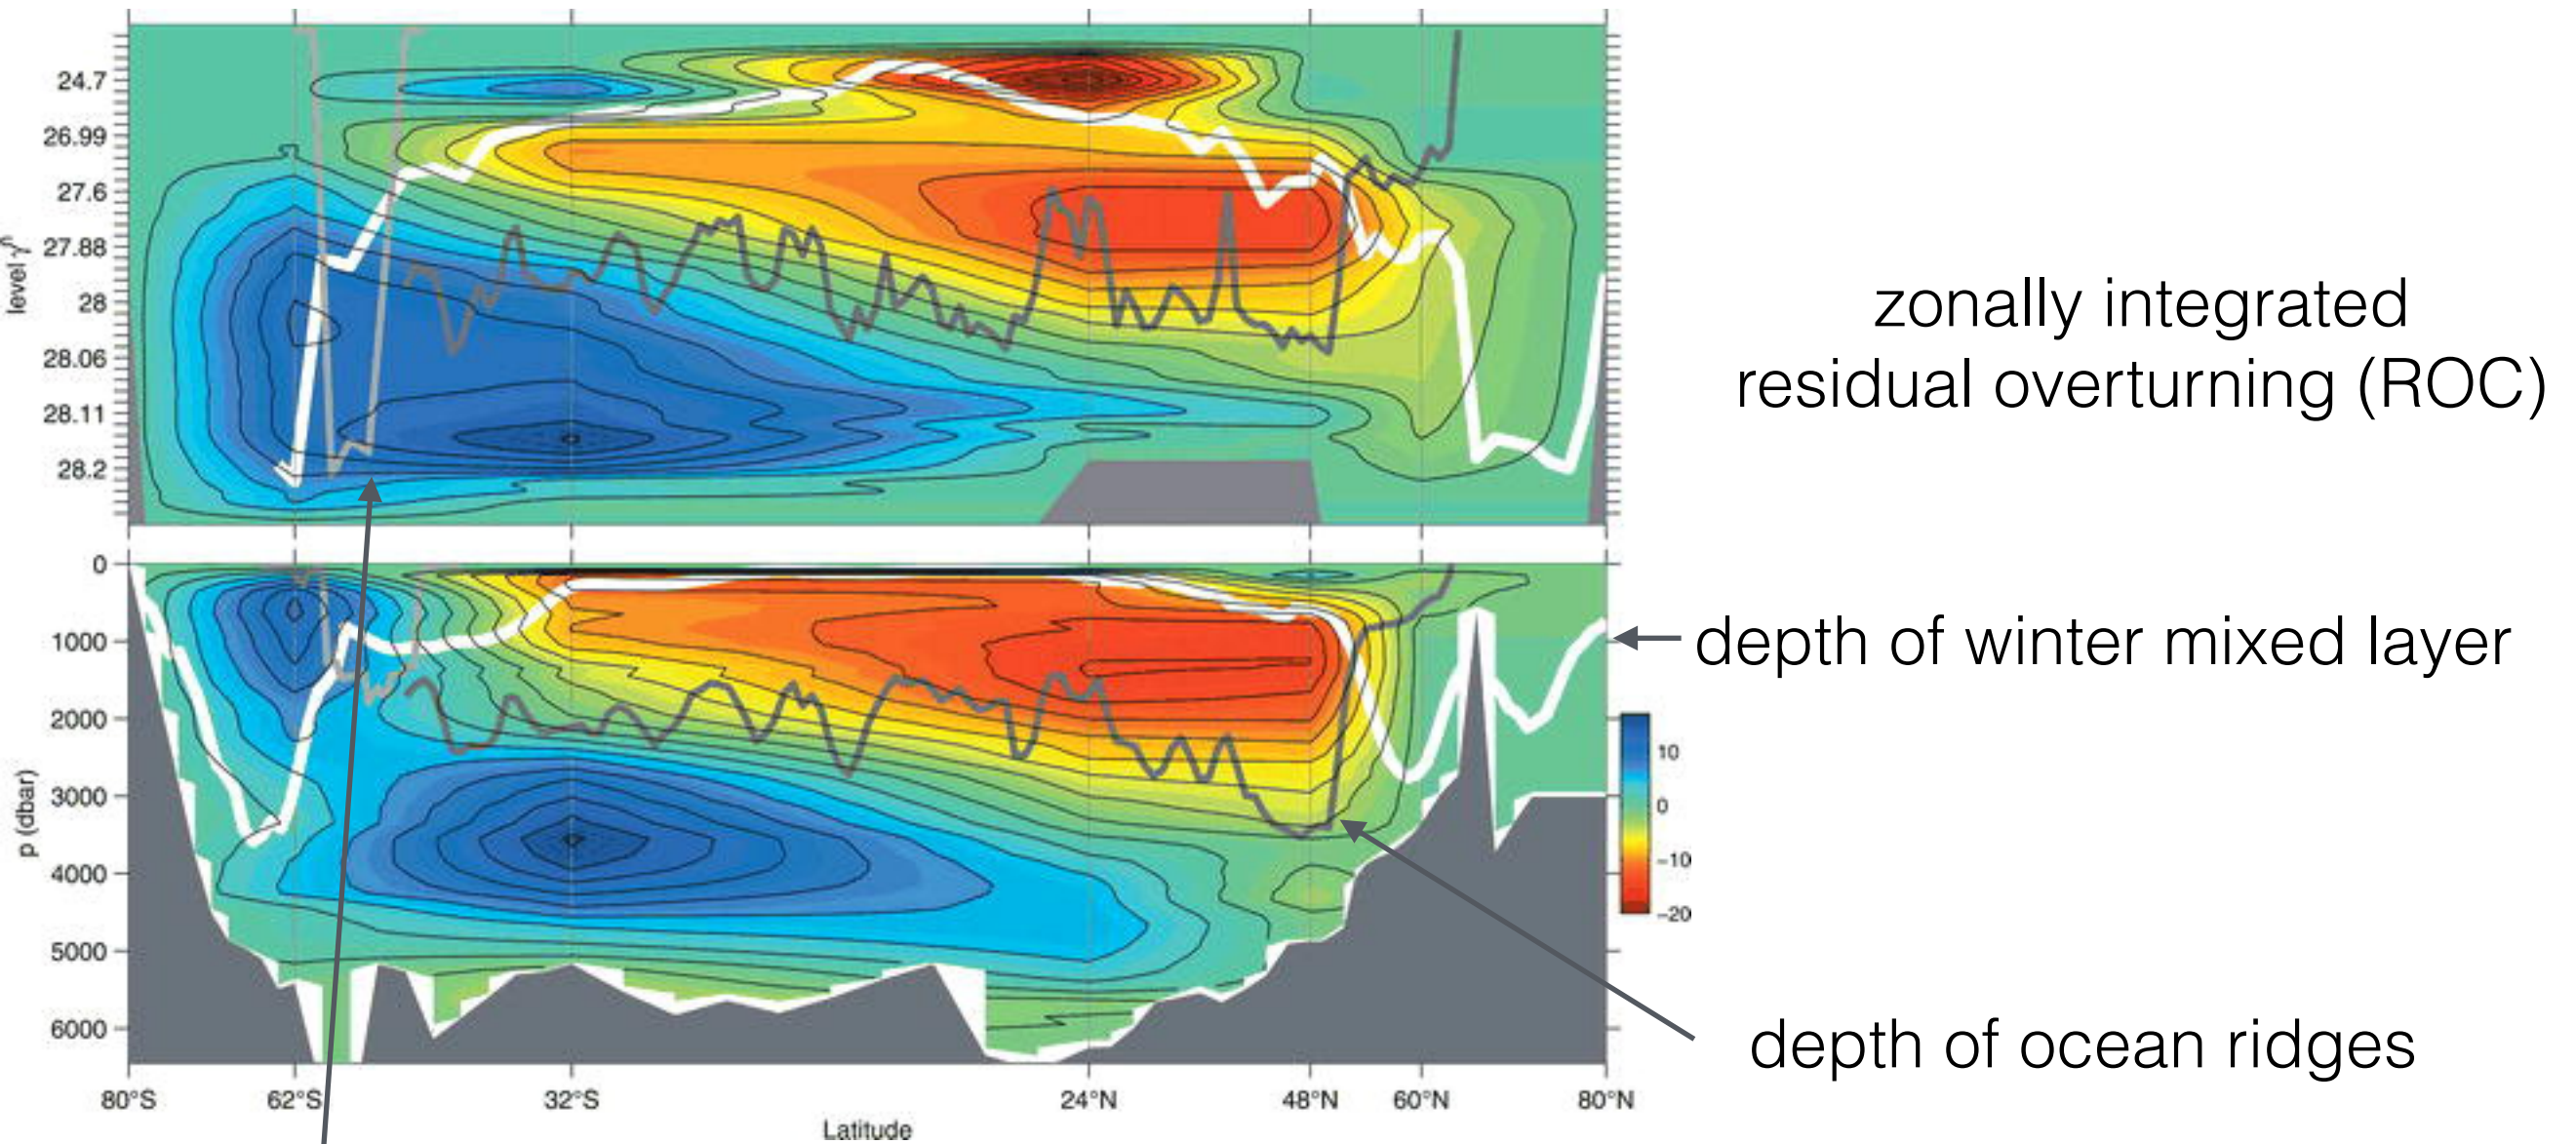 24.7
26.99
27.6
27.88
28
28.06
28.11
28.2
level γⁿ
zonally integrated
residual overturning (ROC)
0
1000
2000
3000
4000
5000
6000
p (dbar)
depth of winter mixed layer
10
0
−10
−20
depth of ocean ridges
80°S 62°S 32°S 24°N 48°N 60°N 80°N
Latitude